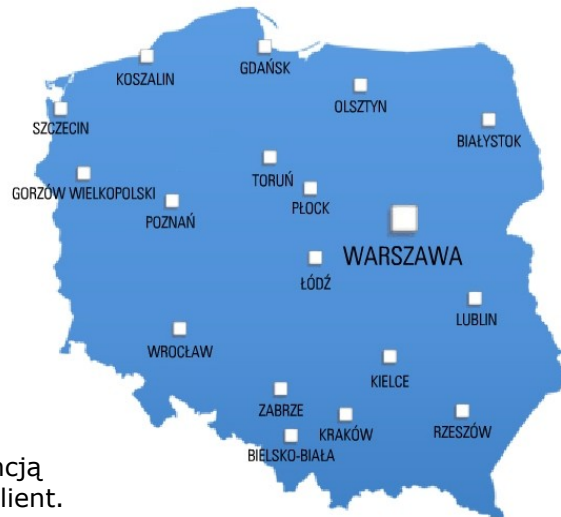 GDAŃSK
KOSZALIN
OLSZTYN
SZCZECIN
BIAŁYSTOK
TORUŃ
GORZÓW WIELKOPOLSKI
PŁOCK
POZNAŃ
WARSZAWA
ŁÓDŹ
LUBLIN
WROCŁAW
KIELCE
ZABRZE
RZESZÓW
KRAKÓW
BIELSKO-BIAŁA